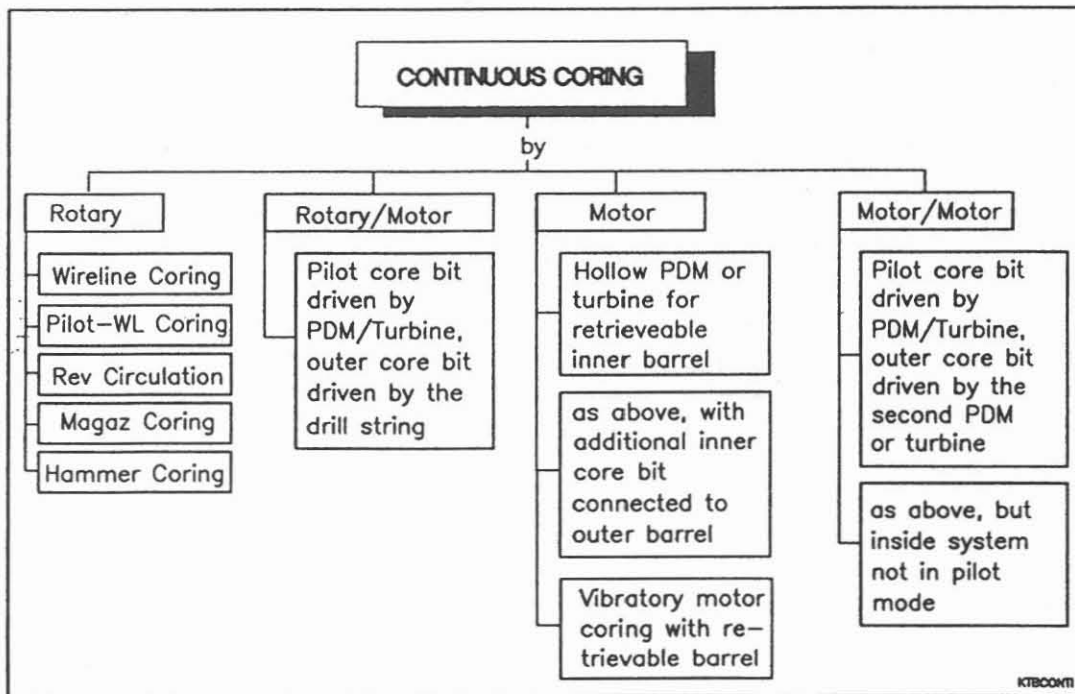 CONTINUOUS CORING
by
Rotary
Wireline Coring
Pilot-WL Coring
Rev Circulation
Magaz Coring
Hammer Coring
Rotary/Motor
Pilot core bit
driven by
PDM/Turbine,
outer core bit
driven by the
drill string
Motor
Hollow PDM or
turbine for
retrieveable
inner barrel
as above, with
additional inner
core bit
connected to
outer barrel
Vibratory motor
coring with re-
trievable barrel
Motor/Motor
Pilot core bit
driven by
PDM/Turbine,
outer core bit
driven by the
second PDM
or turbine
as above, but
inside system
not in pilot
mode
KTBCONTI